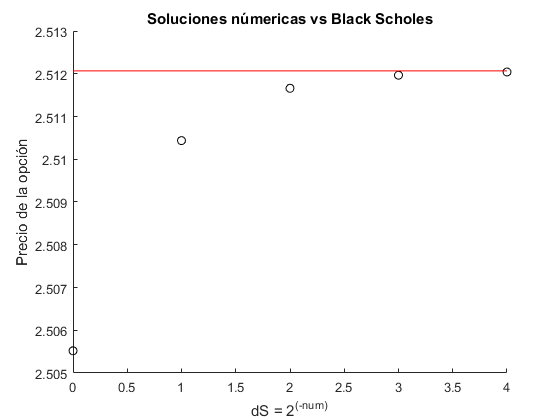 Soluciones númericas vs Black Scholes
Precio de la opción
2.513
2.512
2.511
2.51
2.509
2.508
2.507
2.506
2.505
0 0.5 1 1.5 2 2.5 3 3.5 4
dS = 2^(-num)